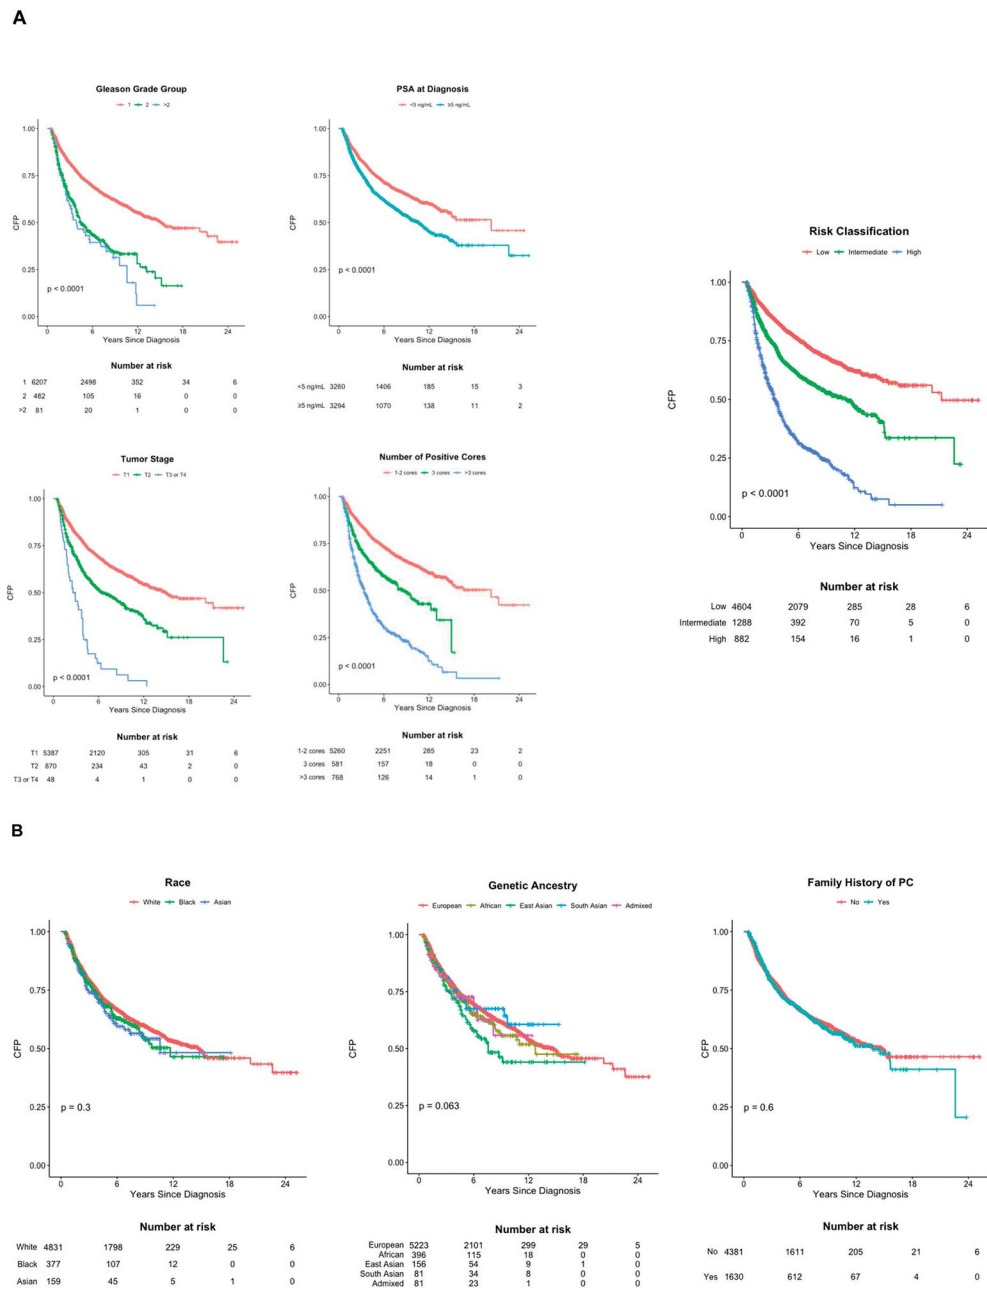 A
Gleason Grade Group
1 2 >2
1.00
0.75
0.50
0.25
0.00
CFP
p < 0.0001
0 6 12 18 24
Years Since Diagnosis
Number at risk
1 6207 2498 352 34 6
2 482 105 16 0 0
>2 81 20 1 0 0
PSA at Diagnosis
<5 ng/mL ≥5 ng/mL
1.00
0.75
0.50
0.25
0.00
CFP
p < 0.0001
0 6 12 18 24
Years Since Diagnosis
Number at risk
<5 ng/mL 3260 1406 185 15 3
≥5 ng/mL 3294 1070 138 11 2
Tumor Stage
T1 T2 T3 or T4
1.00
0.75
0.50
0.25
0.00
CFP
p < 0.0001
0 6 12 18 24
Years Since Diagnosis
Number at risk
T1 5387 2120 305 31 6
T2 870 234 43 2 0
T3 or T4 48 4 1 0 0
Number of Positive Cores
1-2 cores 3 cores >3 cores
1.00
0.75
0.50
0.25
0.00
CFP
p < 0.0001
0 6 12 18 24
Years Since Diagnosis
Number at risk
1-2 cores 5260 2251 285 23 2
3 cores 581 157 18 0 0
>3 cores 768 126 14 1 0
Risk Classification
Low Intermediate High
1.00
0.75
0.50
0.25
0.00
CFP
p < 0.0001
0 6 12 18 24
Years Since Diagnosis
Number at risk
Low 4604 2079 285 28 6
Intermediate 1288 392 70 5 0
High 882 154 16 1 0
B
Race
White Black Asian
1.00
0.75
0.50
0.25
0.00
CFP
p = 0.3
0 6 12 18 24
Years Since Diagnosis
Number at risk
White 4831 1798 229 25 6
Black 377 107 12 0 0
Asian 159 45 5 1 0
Genetic Ancestry
European African East Asian South Asian Admixed
1.00
0.75
0.50
0.25
0.00
CFP
p = 0.063
0 6 12 18 24
Years Since Diagnosis
Number at risk
European 5223 2101 299 29 5
African 396 115 18 0 0
East Asian 156 54 9 1 0
South Asian 81 34 8 0 0
Admixed 81 23 1 0 0
Family History of PC
No Yes
1.00
0.75
0.50
0.25
0.00
CFP
p = 0.6
0 6 12 18 24
Years Since Diagnosis
Number at risk
No 4381 1611 205 21 6
Yes 1630 612 67 4 0